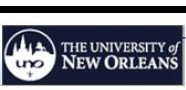 uno
THE UNIVERSITY of
NEW ORLEANS